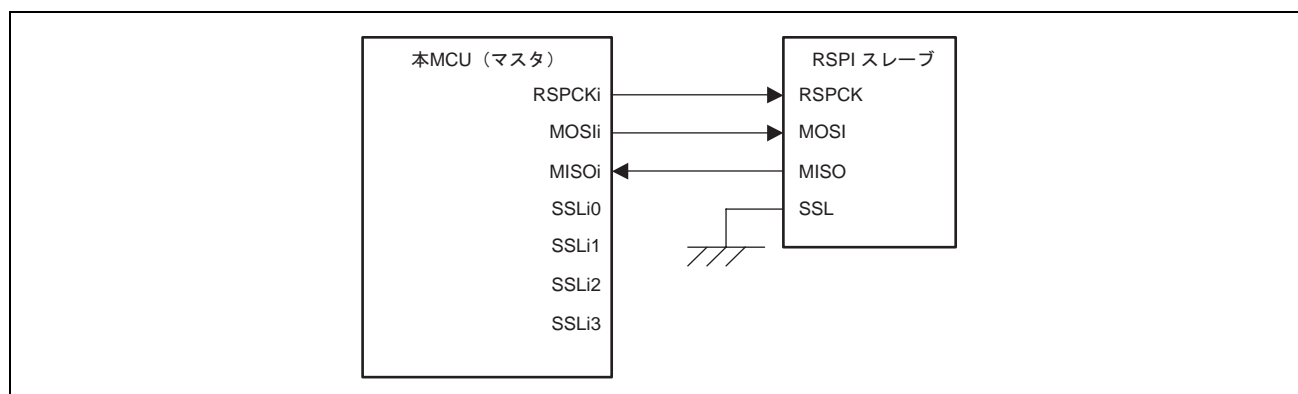 本MCU（マスタ）
RSPCKi
MOSIi
MISOi
SSLi0
SSLi1
SSLi2
SSLi3
RSPI スレーブ
RSPCK
MOSI
MISO
SSL